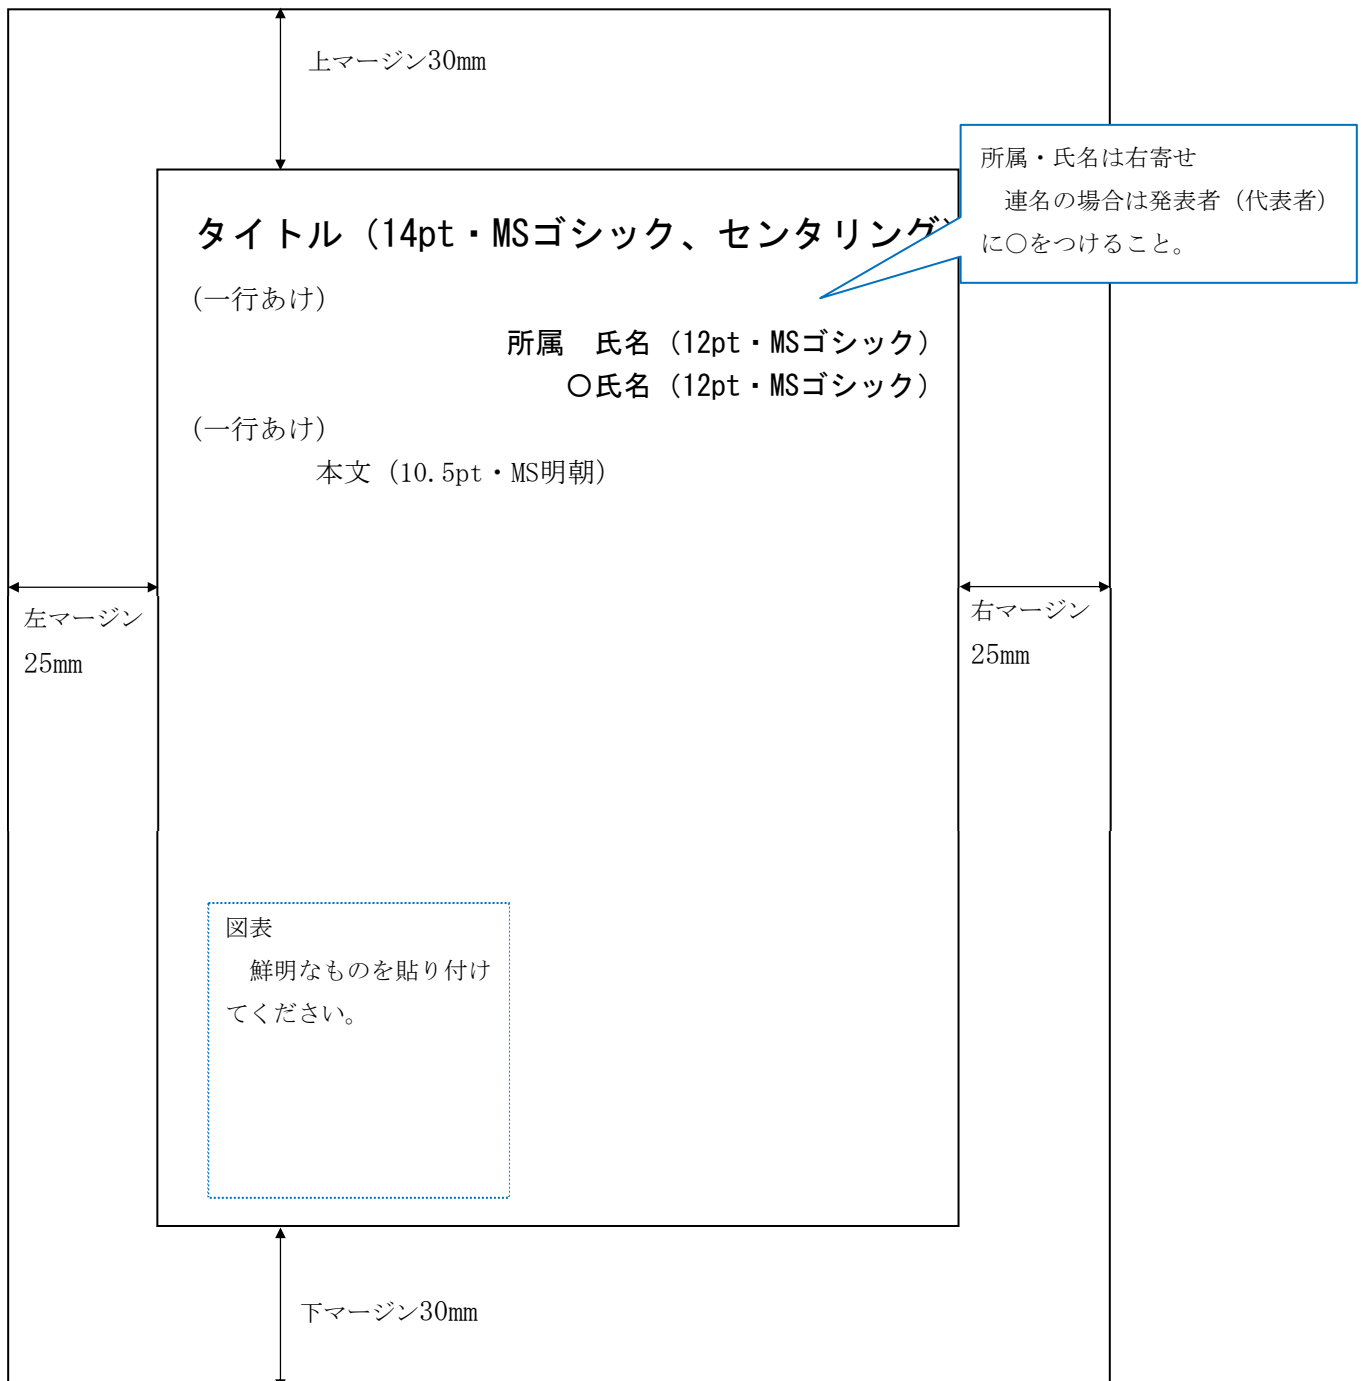 上マージン30mm
所属・氏名は右寄せ
　連名の場合は発表者（代表者）
に○をつけること。
タイトル（14pt・MSゴシック、センタリング）
(一行あけ)
所属　氏名（12pt・MSゴシック）
○氏名（12pt・MSゴシック）
(一行あけ)
本文（10.5pt・MS明朝）
左マージン
25mm
右マージン
25mm
図表
　鮮明なものを貼り付け
てください。
下マージン30mm